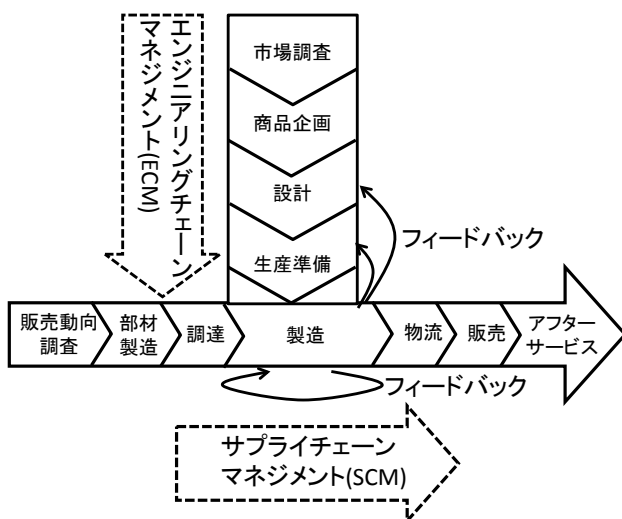 エンジニアリングチェーン
マネジメント(ECM)
市場調査
商品企画
設計
生産準備
フィードバック
販売動向
調査
部材
製造
調達
製造
物流
販売
アフター
サービス
フィードバック
サプライチェーン
マネジメント(SCM)